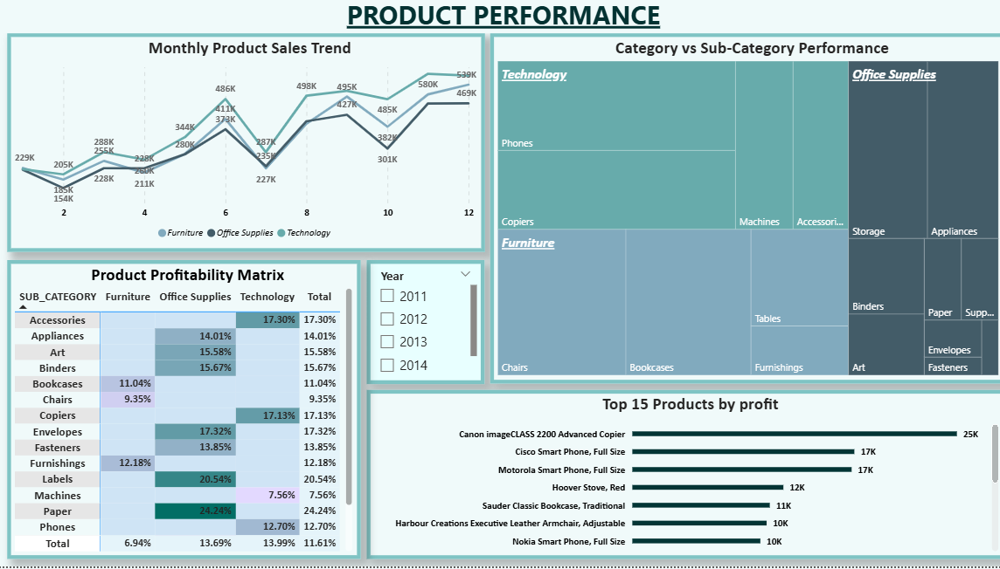 PRODUCT PERFORMANCE
Monthly Product Sales Trend
539K
486K
498K
495K
580K
469K
411K
427K
485K
373K
344K
288K
287K
280K
382K
255K
235K
301K
229K
205K
228K
260K
228K
211K
227K
185K
154K
2 4 6 8 10 12
Furniture Office Supplies Technology
Category vs Sub-Category Performance
Technology
Phones
Copiers
Machines
Accessori...
Furniture
Chairs
Bookcases
Tables
Furnishings
Office Supplies
Storage
Appliances
Binders
Paper
Supp...
Art
Envelopes
Fasteners
Product Profitability Matrix
SUB_CATEGORY Furniture Office Supplies Technology Total
Accessories 17.30% 17.30%
Appliances 14.01% 14.01%
Art 15.58% 15.58%
Binders 15.67% 15.67%
Bookcases 11.04% 11.04%
Chairs 9.35% 9.35%
Copiers 17.13% 17.13%
Envelopes 17.32% 17.32%
Fasteners 13.85% 13.85%
Furnishings 12.18% 12.18%
Labels 20.54% 20.54%
Machines 7.56% 7.56%
Paper 24.24% 24.24%
Phones 12.70% 12.70%
Total 6.94% 13.69% 13.99% 11.61%
Year
2011
2012
2013
2014
Top 15 Products by profit
Canon imageCLASS 2200 Advanced Copier 25K
Cisco Smart Phone, Full Size 17K
Motorola Smart Phone, Full Size 17K
Hoover Stove, Red 12K
Sauder Classic Bookcase, Traditional 11K
Harbour Creations Executive Leather Armchair, Adjustable 10K
Nokia Smart Phone, Full Size 10K